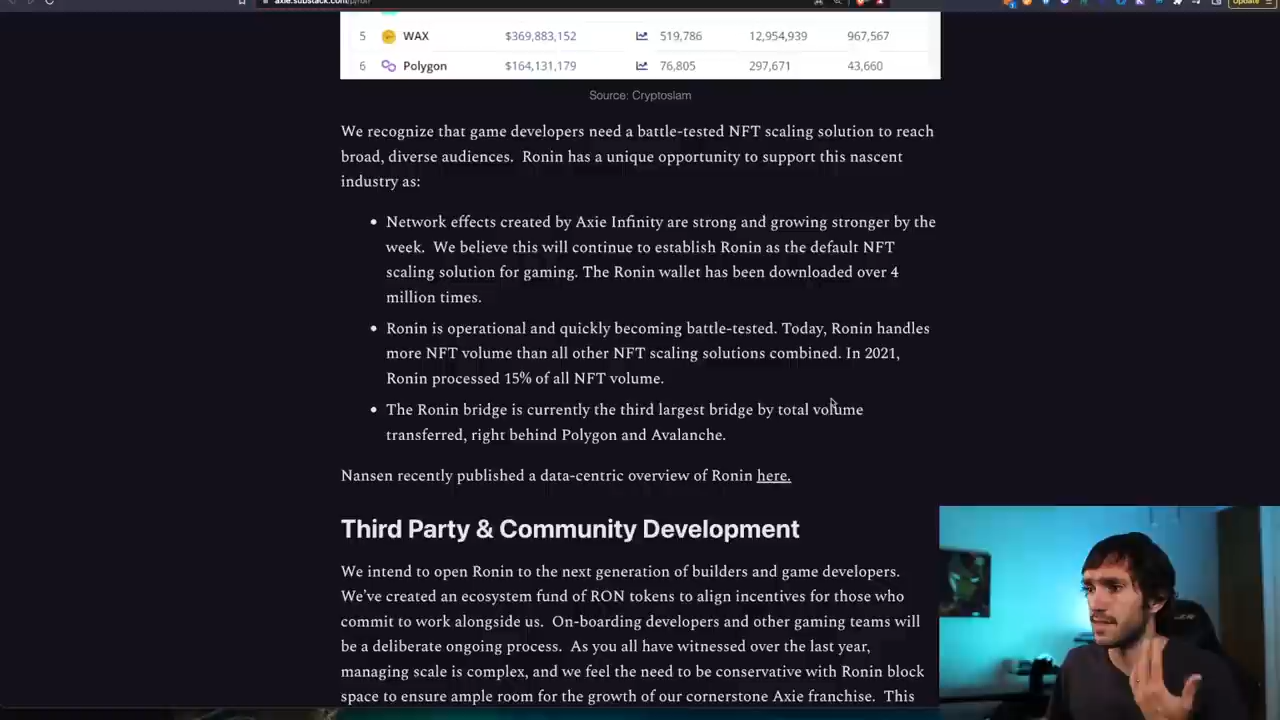 axie.substack.com/p/ron
Update
5 WAX $369,883,152 519,786 12,954,939 967,567
6 Polygon $164,131,179 76,805 297,671 43,660
Source: Cryptoslam
We recognize that game developers need a battle-tested NFT scaling solution to reach
broad, diverse audiences. Ronin has a unique opportunity to support this nascent
industry as:
• Network effects created by Axie Infinity are strong and growing stronger by the
week. We believe this will continue to establish Ronin as the default NFT
scaling solution for gaming. The Ronin wallet has been downloaded over 4
million times.
• Ronin is operational and quickly becoming battle-tested. Today, Ronin handles
more NFT volume than all other NFT scaling solutions combined. In 2021,
Ronin processed 15% of all NFT volume.
• The Ronin bridge is currently the third largest bridge by total volume
transferred, right behind Polygon and Avalanche.
Nansen recently published a data-centric overview of Ronin here.
Third Party & Community Development
We intend to open Ronin to the next generation of builders and game developers.
We've created an ecosystem fund of RON tokens to align incentives for those who
commit to work alongside us. On-boarding developers and other gaming teams will
be a deliberate ongoing process. As you all have witnessed over the last year,
managing scale is complex, and we feel the need to be conservative with Ronin block
space to ensure ample room for the growth of our cornerstone Axie franchise. This